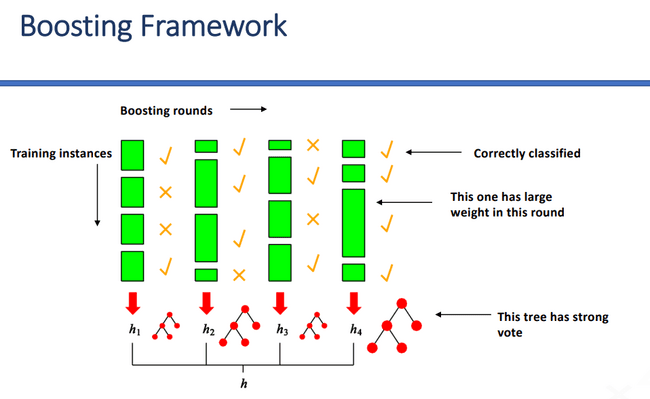 Boosting Framework
Boosting rounds
Training instances
Correctly classified
This one has large
weight in this round
h1
h2
h3
h4
This tree has strong
vote
h